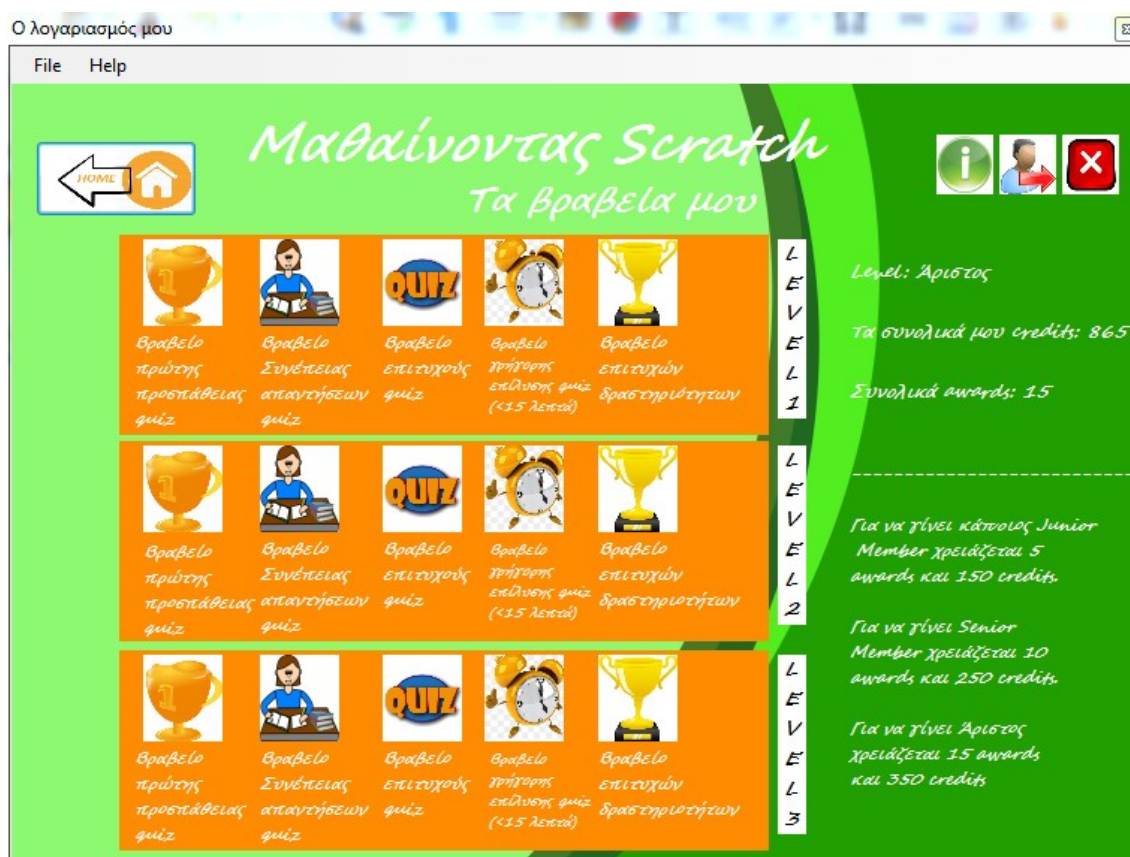 Ο λογαριασμός μου
File Help
Μαθαίνοντας Scratch
Τα βραβεία μου
HOME
QUIZ
Βραβείο
πρώτης
προσπάθειας
quiz
Βραβείο
Συνέπειας
απαντήσεων
quiz
Βραβείο
επιτυχούς
quiz
Βραβείο
γρήγορης
επίλυσης quiz
(<15 λεπτά)
Βραβείο
επιτυχών
δραστηριότητων
LEVEL1
QUIZ
Βραβείο
πρώτης
προσπάθειας
quiz
Βραβείο
Συνέπειας
απαντήσεων
quiz
Βραβείο
επιτυχούς
quiz
Βραβείο
γρήγορης
επίλυσης quiz
(<15 λεπτά)
Βραβείο
επιτυχών
δραστηριοτήτων
LEVEL2
QUIZ
Βραβείο
πρώτης
προσπάθειας
quiz
Βραβείο
Συνέπειας
απαντήσεων
quiz
Βραβείο
επιτυχούς
quiz
Βραβείο
γρήγορης
επίλυσης quiz
(<15 λεπτά)
Βραβείο
επιτυχών
δραστηριοτήτων
LEVEL3
Level: Άριστος
Τα συνολικά μου credits: 865
Συνολικά awards: 15
Για να γίνει κάποιος Junior
Member χρειάζεται 5
awards και 150 credits.
Για να γίνει Senior
Member χρειάζεται 10
awards και 250 credits.
Για να γίνει Άριστος
χρειάζεται 15 awards
και 350 credits